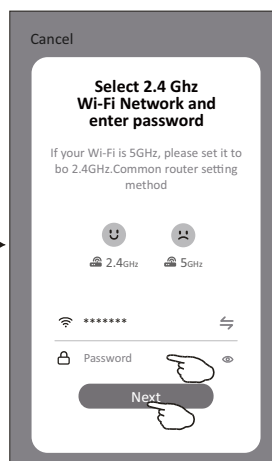 Cancel
Select 2.4 Ghz
Wi-Fi Network and
enter password
If your Wi-Fi is 5GHz, please set it to
bo 2.4GHz.Common router setting
method
2.4GHz 5GHz
*******
Password
Next